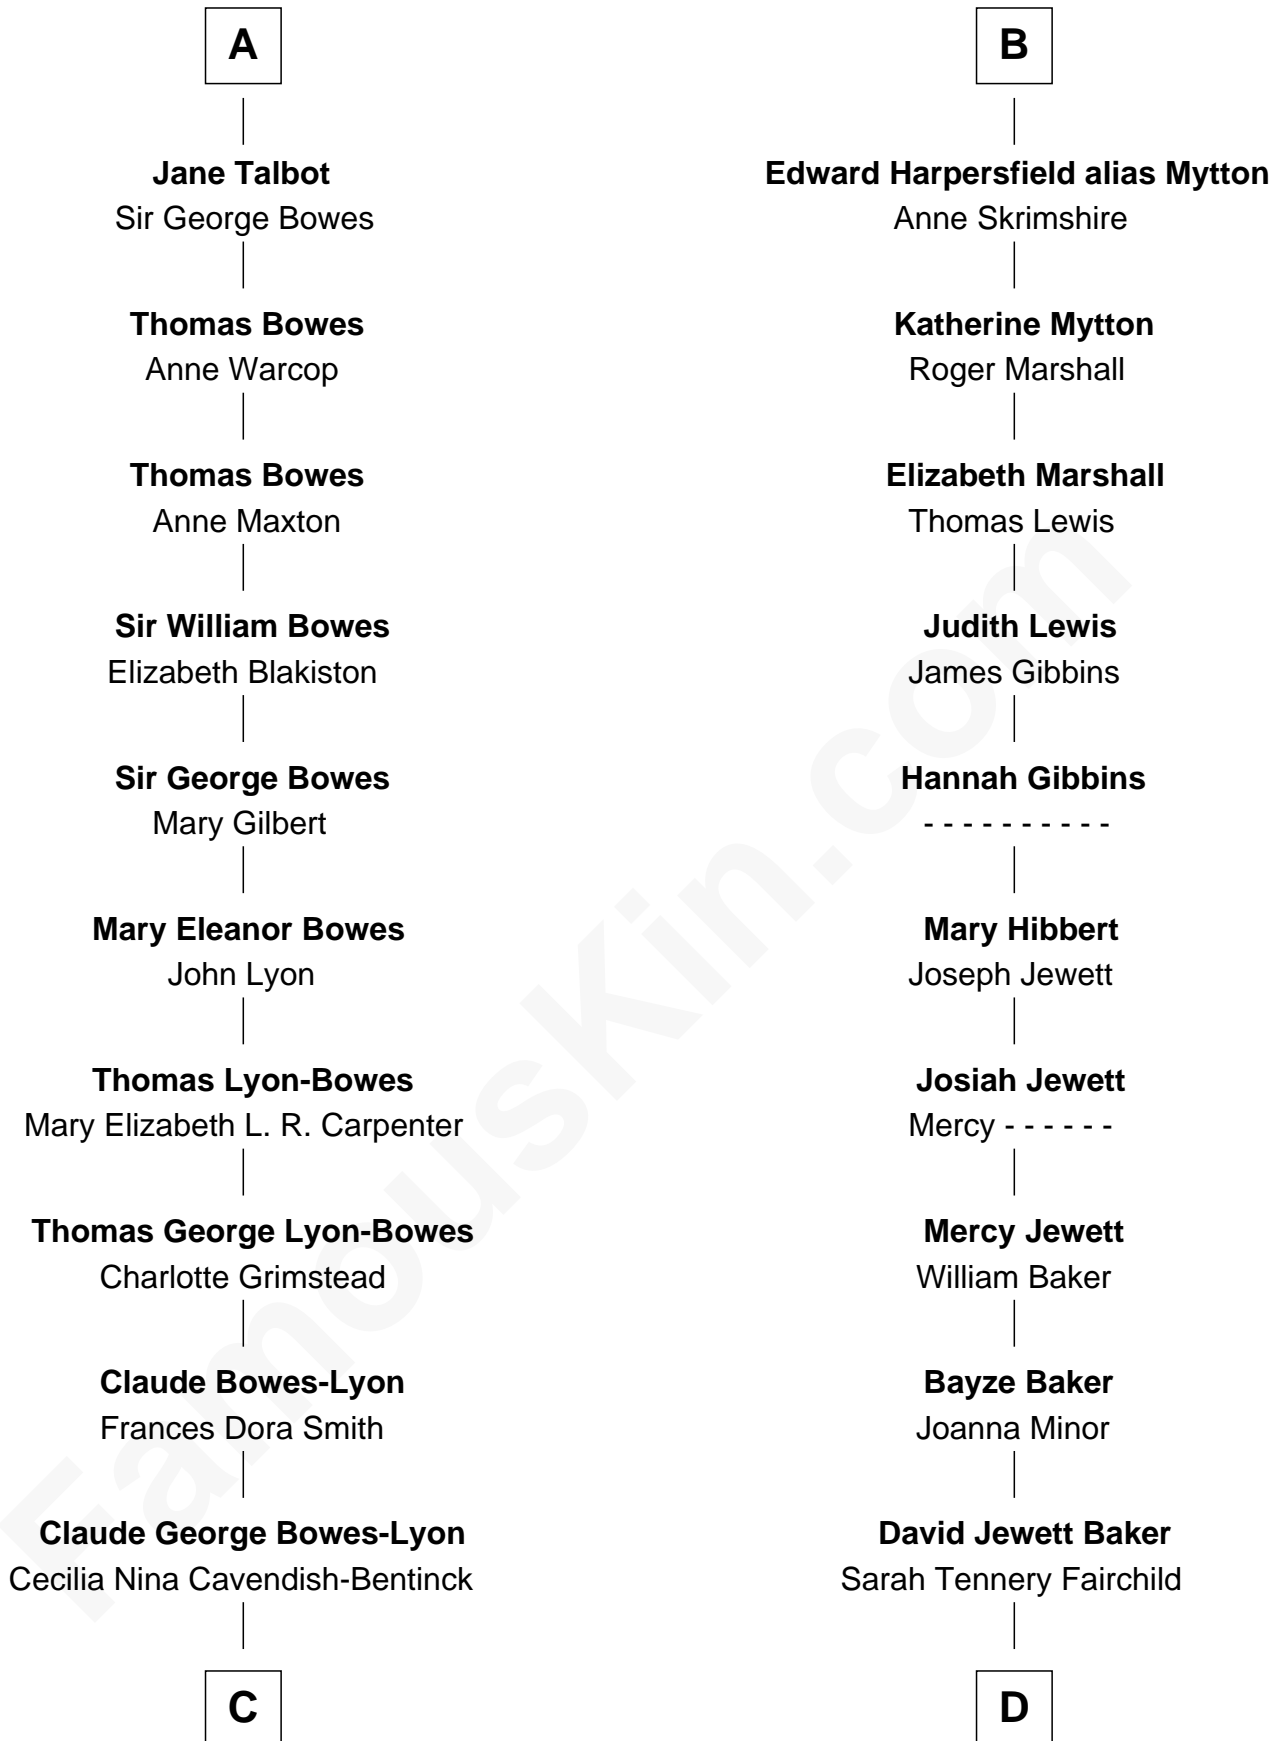 A
Jane Talbot
Sir George Bowes
Thomas Bowes
Anne Warcop
Thomas Bowes
Anne Maxton
Sir William Bowes
Elizabeth Blakiston
Sir George Bowes
Mary Gilbert
Mary Eleanor Bowes
John Lyon
Thomas Lyon-Bowes
Mary Elizabeth L. R. Carpenter
Thomas George Lyon-Bowes
Charlotte Grimstead
Claude Bowes-Lyon
Frances Dora Smith
Claude George Bowes-Lyon
Cecilia Nina Cavendish-Bentinck
C
B
Edward Harpersfield alias Mytton
Anne Skrimshire
Katherine Mytton
Roger Marshall
Elizabeth Marshall
Thomas Lewis
Judith Lewis
James Gibbins
Hannah Gibbins
- - - - - - - - - -
Mary Hibbert
Joseph Jewett
Josiah Jewett
Mercy - - - - - -
Mercy Jewett
William Baker
Bayze Baker
Joanna Minor
David Jewett Baker
Sarah Tennery Fairchild
D
FamousKin.com